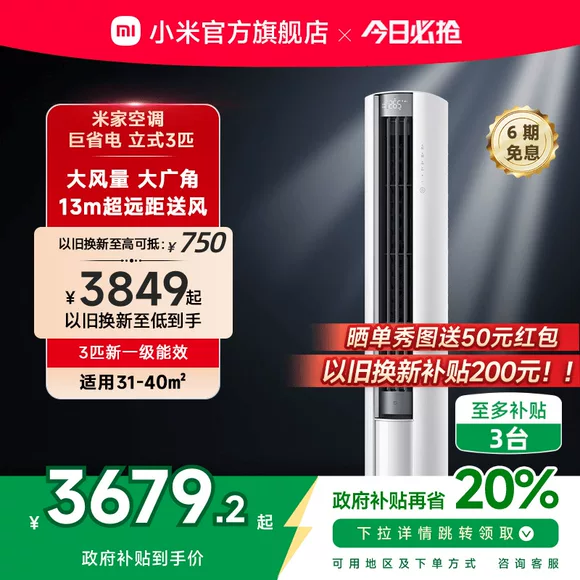 小米官方旗舰店 × 今日必抢
米家空调
巨省电 立式3匹
大风量 大广角
13m超远距送风
以旧换新至高可抵:¥750
¥3849起
以旧换新至低到手
3匹新一级能效
适用31-40m²
6期
免息
晒单秀图送50元红包
以旧换新补贴200元！！
至多补贴
3台
¥3679.2起
政府补贴到手价
政府补贴再省20%
下拉详情跳转领取
可用地区及下单方式 咨询客服